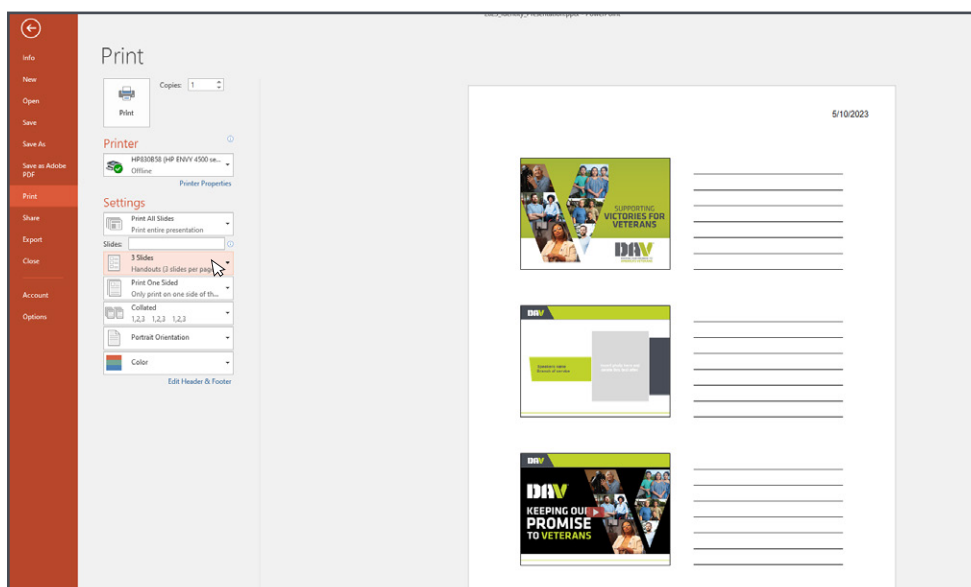 Print
Info
New
Open
Save
Save As
Save as Adobe
PDF
Print
Share
Export
Close
Account
Options
Copies: 1
Print
Printer
HP830B58 (HP ENVY 4500 se...
Offline
Printer Properties
Settings
Print All Slides
Print entire presentation
Slides:
3 Slides
Handouts (3 slides per page)
Print One Sided
Only print on one side of th...
Collated
1,2,3 1,2,3 1,2,3
Portrait Orientation
Color
Edit Header & Footer
5/10/2023
SUPPORTING
VICTORIES FOR
VETERANS
DAV
DAV
Speaker's name
DAV
DAV
KEEPING OUR
PROMISE
TO VETERANS